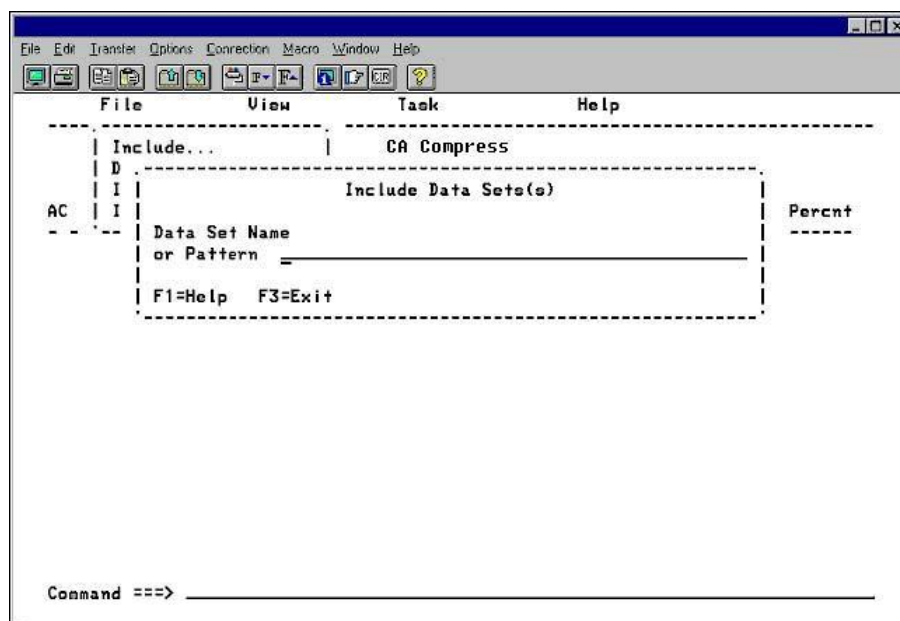 File Edit Transfer Options Connection Macro Window Help
File View Task Help
Include... CA Compress
D
I Include Data Sets(s)
AC I Percnt
Data Set Name
or Pattern
F1=Help F3=Exit
Command ===>